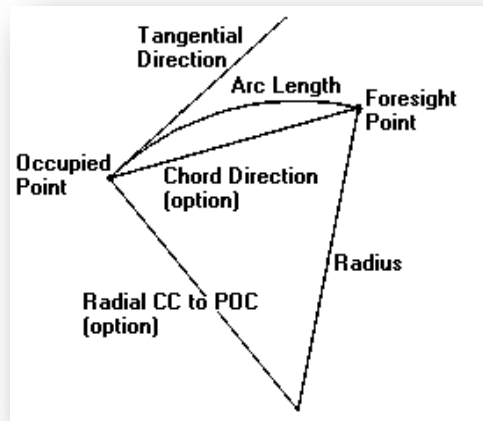 Tangential
Direction
Arc Length
Foresight
Point
Occupied
Point
Chord Direction
(option)
Radius
Radial CC to POC
(option)